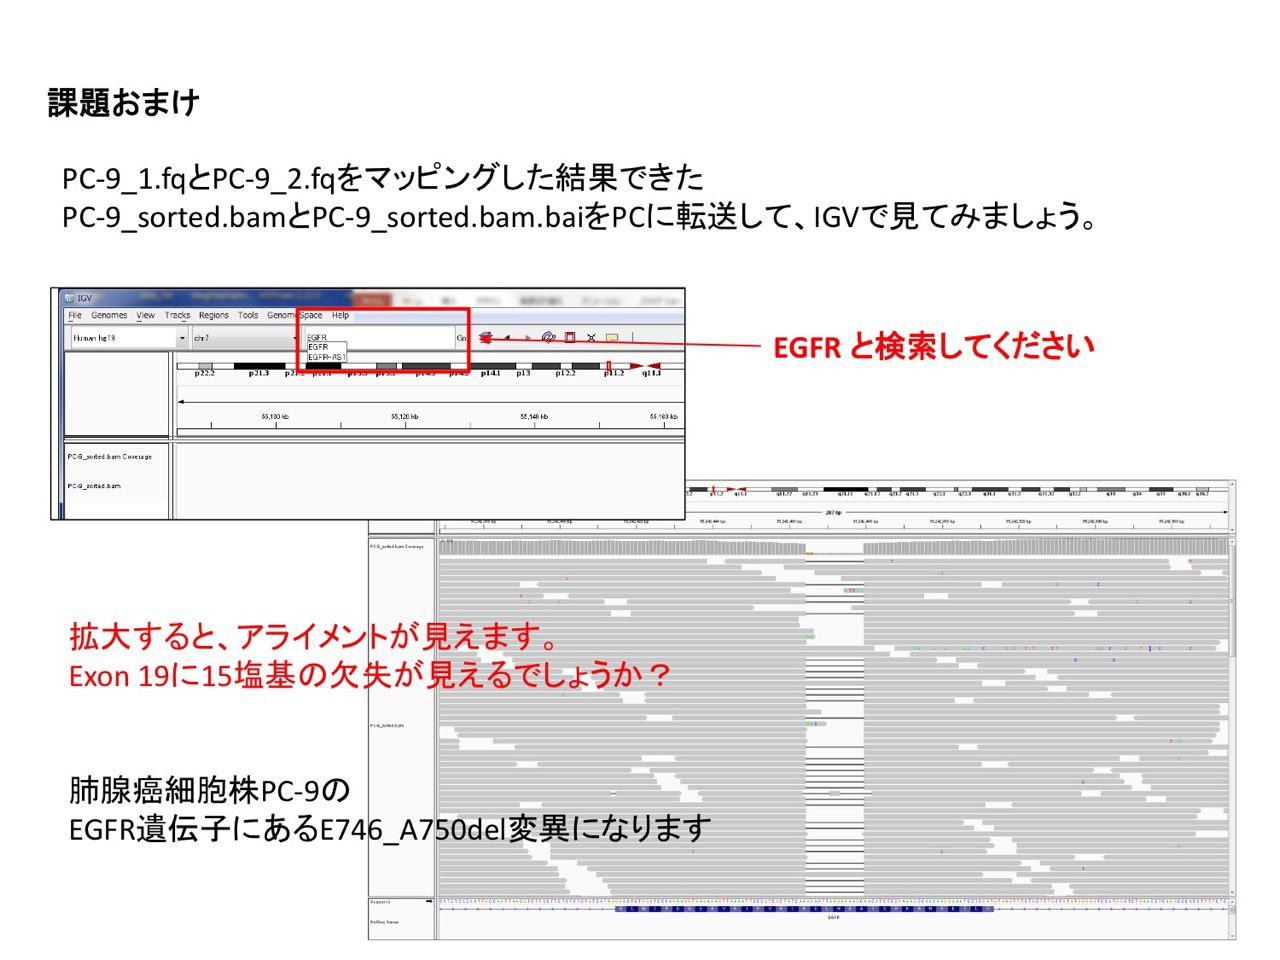 課題おまけ
PC-9_1.fqとPC-9_2.fqをマッピングした結果できた
PC-9_sorted.bamとPC-9_sorted.bam.baiをPCに転送して、IGVで見てみましょう。
IGV
File Genomes View Tracks Regions Tools GenomeSpace Help
Human hg19 chr7 EGFR Go
EGFR
EGFR-AS1
EGFR と検索してください
p22.2 p21.3 p14.1 p13 p12.2 p11.2 q11.1
55,100 kb 55,120 kb 55,140 kb 55,160 kb
PC-9_sorted.bam Coverage
PC-9_sorted.bam
207 bp
PC-9_sorted.bam Coverage
拡大すると、アライメントが見えます。
Exon 19に15塩基の欠失が見えるでしょうか？
PC-9_sorted.bam
肺腺癌細胞株PC-9の
EGFR遺伝子にあるE746_A750del変異になります
Sequence
RefSeq Genes
EGFR